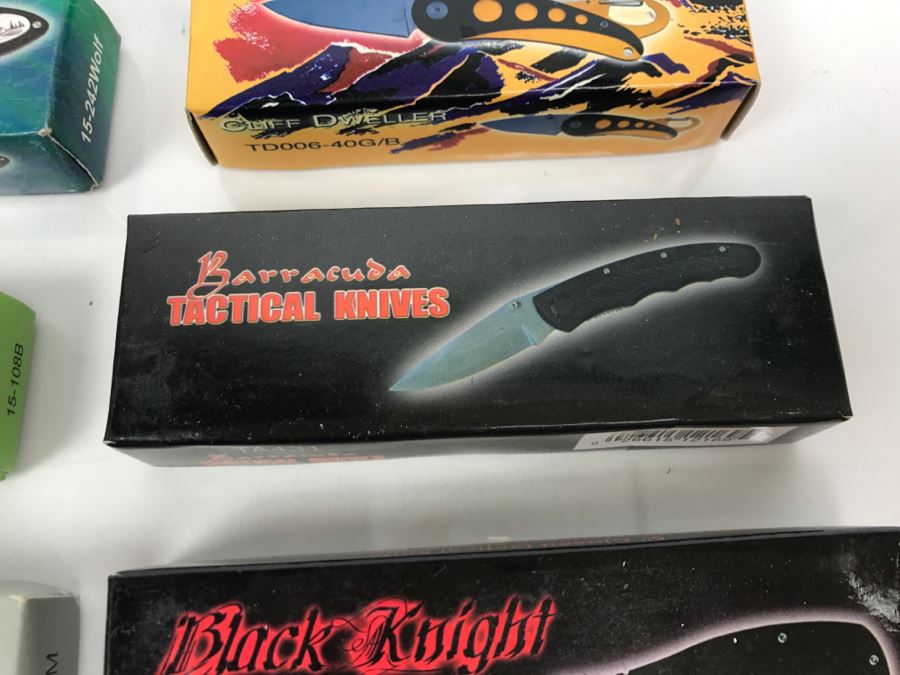 15-242Wolf
CLIFF DWELLER
TD006-40G/B
Barracuda
TACTICAL KNIVES
15-108B
Black Knight
M